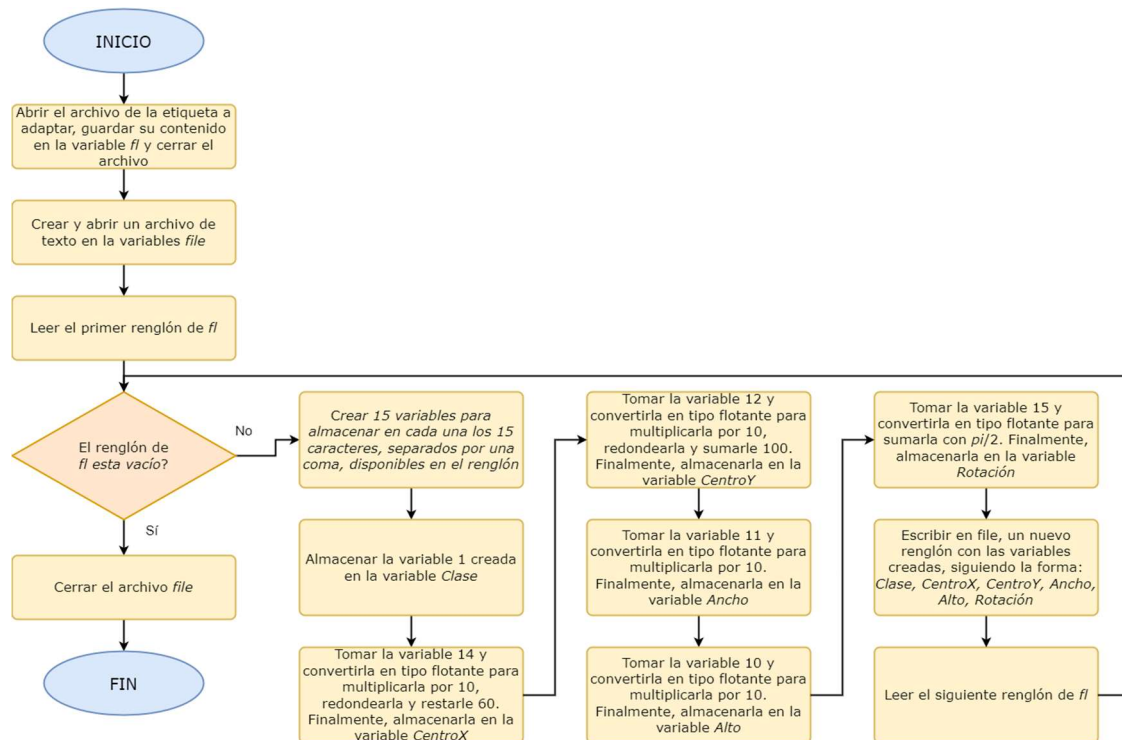 INICIO
Abrir el archivo de la etiqueta a
adaptar, guardar su contenido
en la variable fl y cerrar el
archivo
Crear y abrir un archivo de
texto en la variables file
Leer el primer renglón de fl
El renglón de
fl esta vacío?
No
Sí
Cerrar el archivo file
FIN
Crear 15 variables para
almacenar en cada una los 15
caracteres, separados por una
coma, disponibles en el renglón
Almacenar la variable 1 creada
en la variable Clase
Tomar la variable 14 y
convertirla en tipo flotante para
multiplicarla por 10,
redondearla y restarle 60.
Finalmente, almacenarla en la
variable CentroX
Tomar la variable 12 y
convertirla en tipo flotante para
multiplicarla por 10,
redondearla y sumarle 100.
Finalmente, almacenarla en la
variable CentroY
Tomar la variable 11 y
convertirla en tipo flotante para
multiplicarla por 10.
Finalmente, almacenarla en la
variable Ancho
Tomar la variable 10 y
convertirla en tipo flotante para
multiplicarla por 10.
Finalmente, almacenarla en la
variable Alto
Tomar la variable 15 y
convertirla en tipo flotante para
sumarla con pi/2. Finalmente,
almacenarla en la variable
Rotación
Escribir en file, un nuevo
renglón con las variables
creadas, siguiendo la forma:
Clase, CentroX, CentroY, Ancho,
Alto, Rotación
Leer el siguiente renglón de fl